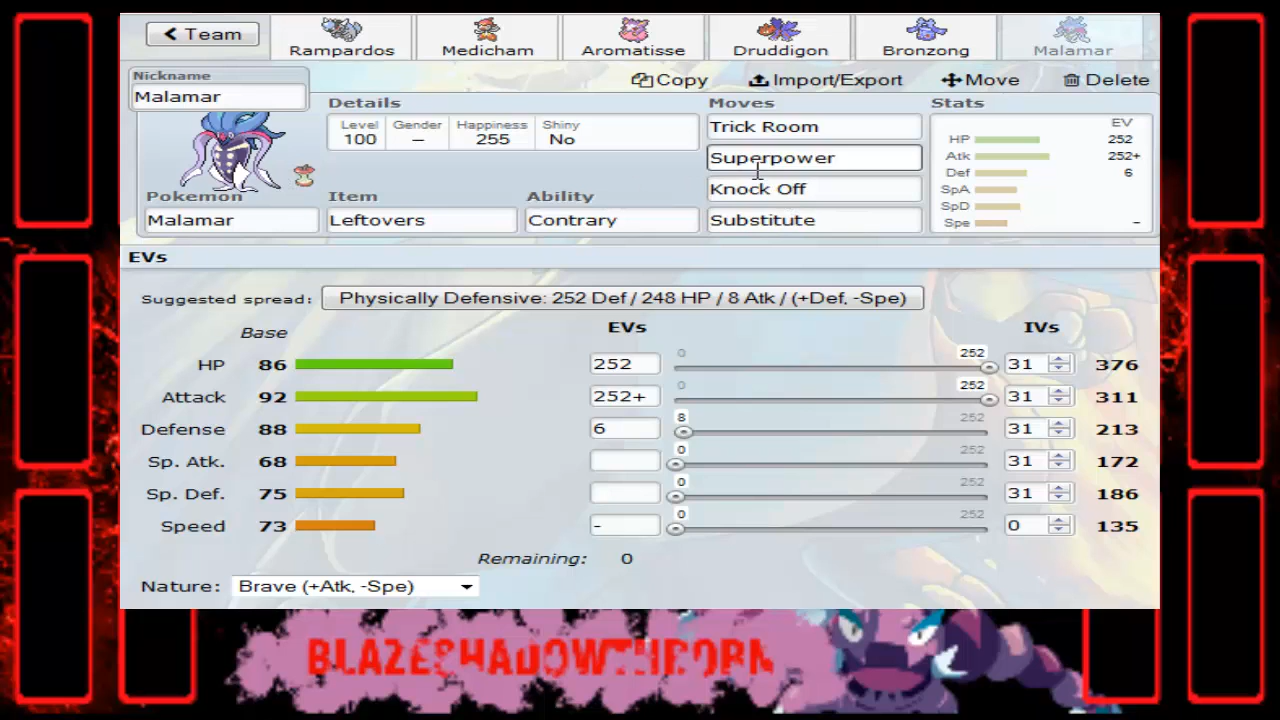 Team
Rampardos
Medicham
Aromatisse
Druddigon
Bronzong
Malamar
Nickname
Malamar
Copy Import/Export Move Delete
Details
Level Gender Happiness Shiny
100 – 255 No
Moves
Trick Room
Superpower
Knock Off
Substitute
Stats
EV
HP 252
Atk 252+
Def 6
SpA
SpD
Spe -
Pokemon Item Ability
Malamar Leftovers Contrary
EVs
Suggested spread: Physically Defensive: 252 Def / 248 HP / 8 Atk / (+Def, -Spe)
Base EVs IVs
HP 86 252 0 252 31 376
Attack 92 252+ 0 252 31 311
Defense 88 6 8 252 31 213
Sp. Atk. 68 0 252 31 172
Sp. Def. 75 0 252 31 186
Speed 73 - 0 252 0 135
Remaining: 0
Nature: Brave (+Atk, -Spe)